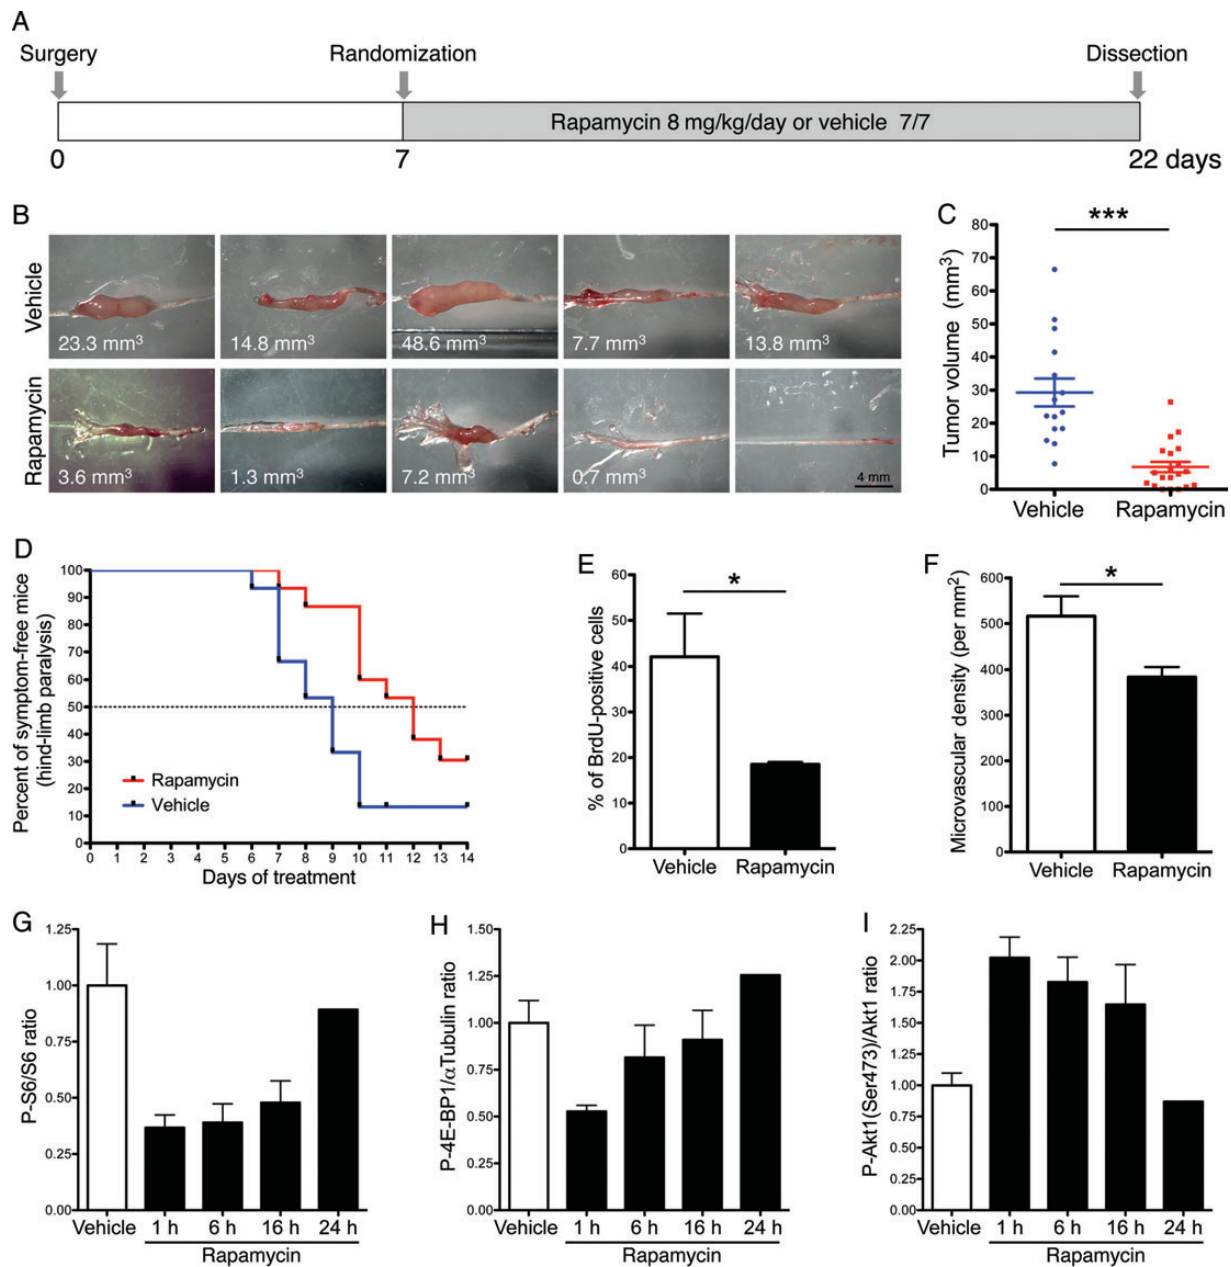 A
Surgery Randomization Dissection
Rapamycin 8 mg/kg/day or vehicle 7/7
0 7 22 days
B
Vehicle
23.3 mm³ 14.8 mm³ 48.6 mm³ 7.7 mm³ 13.8 mm³
Rapamycin
3.6 mm³ 1.3 mm³ 7.2 mm³ 0.7 mm³
4 mm
C
***
Tumor volume (mm³)
80
70
60
50
40
30
20
10
0
Vehicle Rapamycin
D
Percent of symptom-free mice
(hind-limb paralysis)
100
90
80
70
60
50
40
30
20
10
0
Rapamycin
Vehicle
0 1 2 3 4 5 6 7 8 9 10 11 12 13 14
Days of treatment
E
*
% of BrdU-positive cells
60
50
40
30
20
10
0
Vehicle Rapamycin
F
*
Microvascular density (per mm²)
600
500
400
300
200
100
0
Vehicle Rapamycin
G
P-S6/S6 ratio
1.25
1.00
0.75
0.50
0.25
0.00
Vehicle 1 h 6 h 16 h 24 h
Rapamycin
H
P-4E-BP1/αTubulin ratio
1.50
1.25
1.00
0.75
0.50
0.25
0.00
Vehicle 1 h 6 h 16 h 24 h
Rapamycin
I
P-Akt1(Ser473)/Akt1 ratio
2.25
2.00
1.75
1.50
1.25
1.00
0.75
0.50
0.25
0.00
Vehicle 1 h 6 h 16 h 24 h
Rapamycin